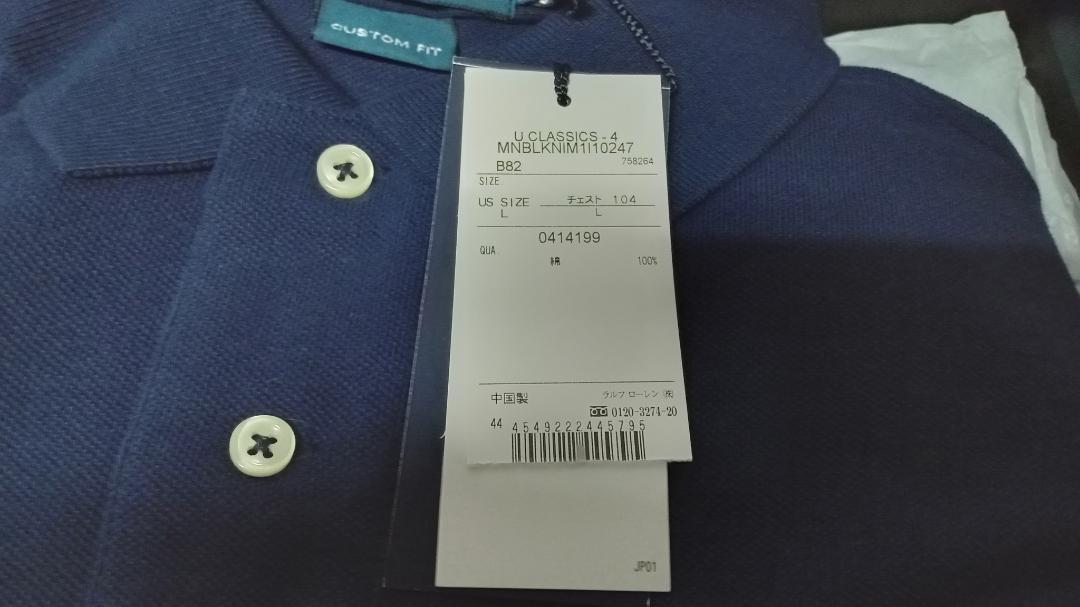 CUSTOM FIT
U CLASSICS - 4
MNBLKNIM1I10247
B82 758264
SIZE
US SIZE チェスト 104
L L
0414199
QUA.
綿 100%
中国製 ラルフ ローレン ㈱
0120-3274-20
44 4549222445795
JP01